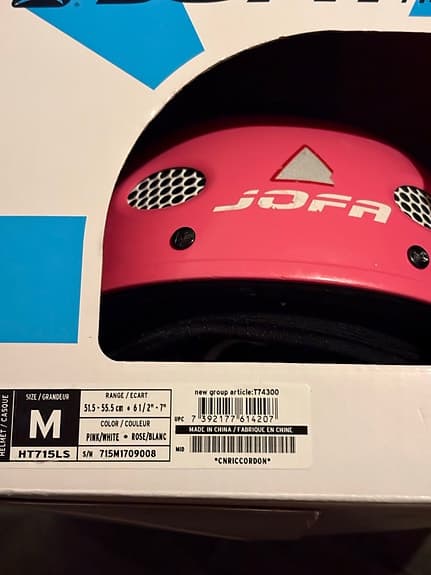 JOFA
HELMET / CASQUE
SIZE / GRANDEUR
M
HT715LS
RANGE / ECART
51.5 - 55.5 cm • 6 1/2" - 7"
COLOR / COULEUR
PINK/WHITE • ROSE/BLANC
S/N 715M1709008
new group article:T74300
UPC 7 392177 614207
MADE IN CHINA / FABRIQUE EN CHINE
MID
*CNRICCORDON*